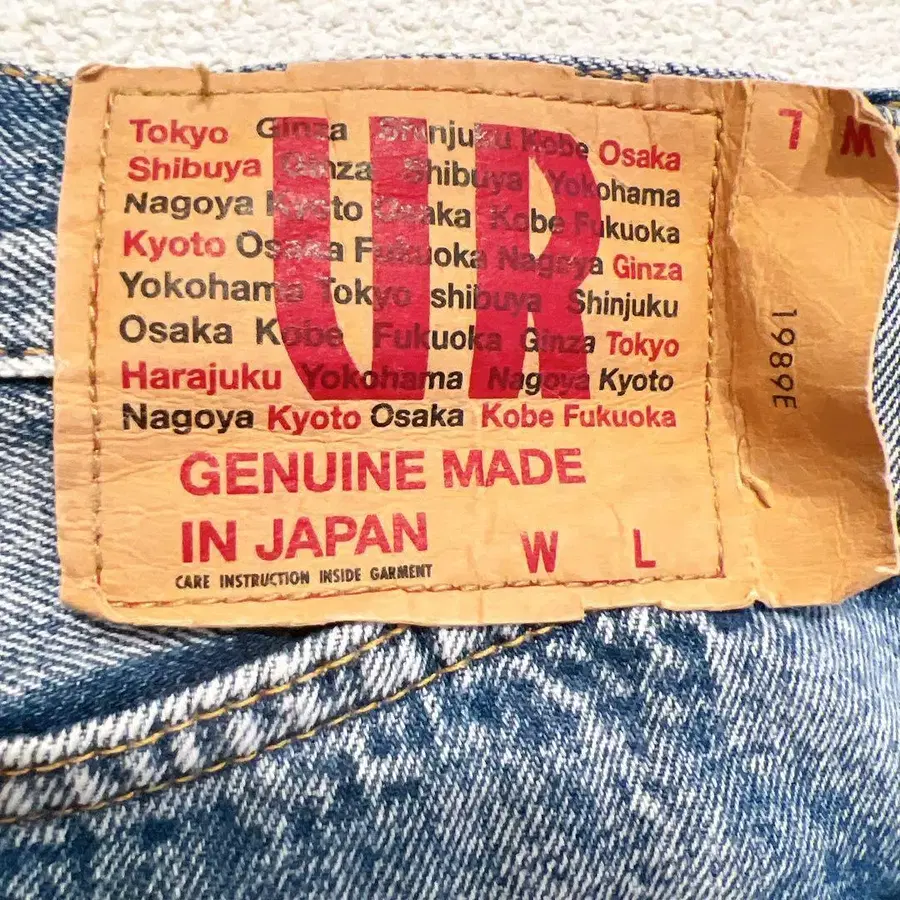 UR
Tokyo Ginza Shinjuku Kobe Osaka
Shibuya Ginza Shibuya Yokohama
Nagoya Kyoto Osaka Kobe Fukuoka
Kyoto Osaka Fukuoka Nagoya Ginza
Yokohama Tokyo shibuya Shinjuku
Osaka Kobe Fukuoka Ginza Tokyo
Harajuku Yokohama Nagoya Kyoto
Nagoya Kyoto Osaka Kobe Fukuoka
GENUINE MADE
IN JAPAN W L
CARE INSTRUCTION INSIDE GARMENT
L W
1989E